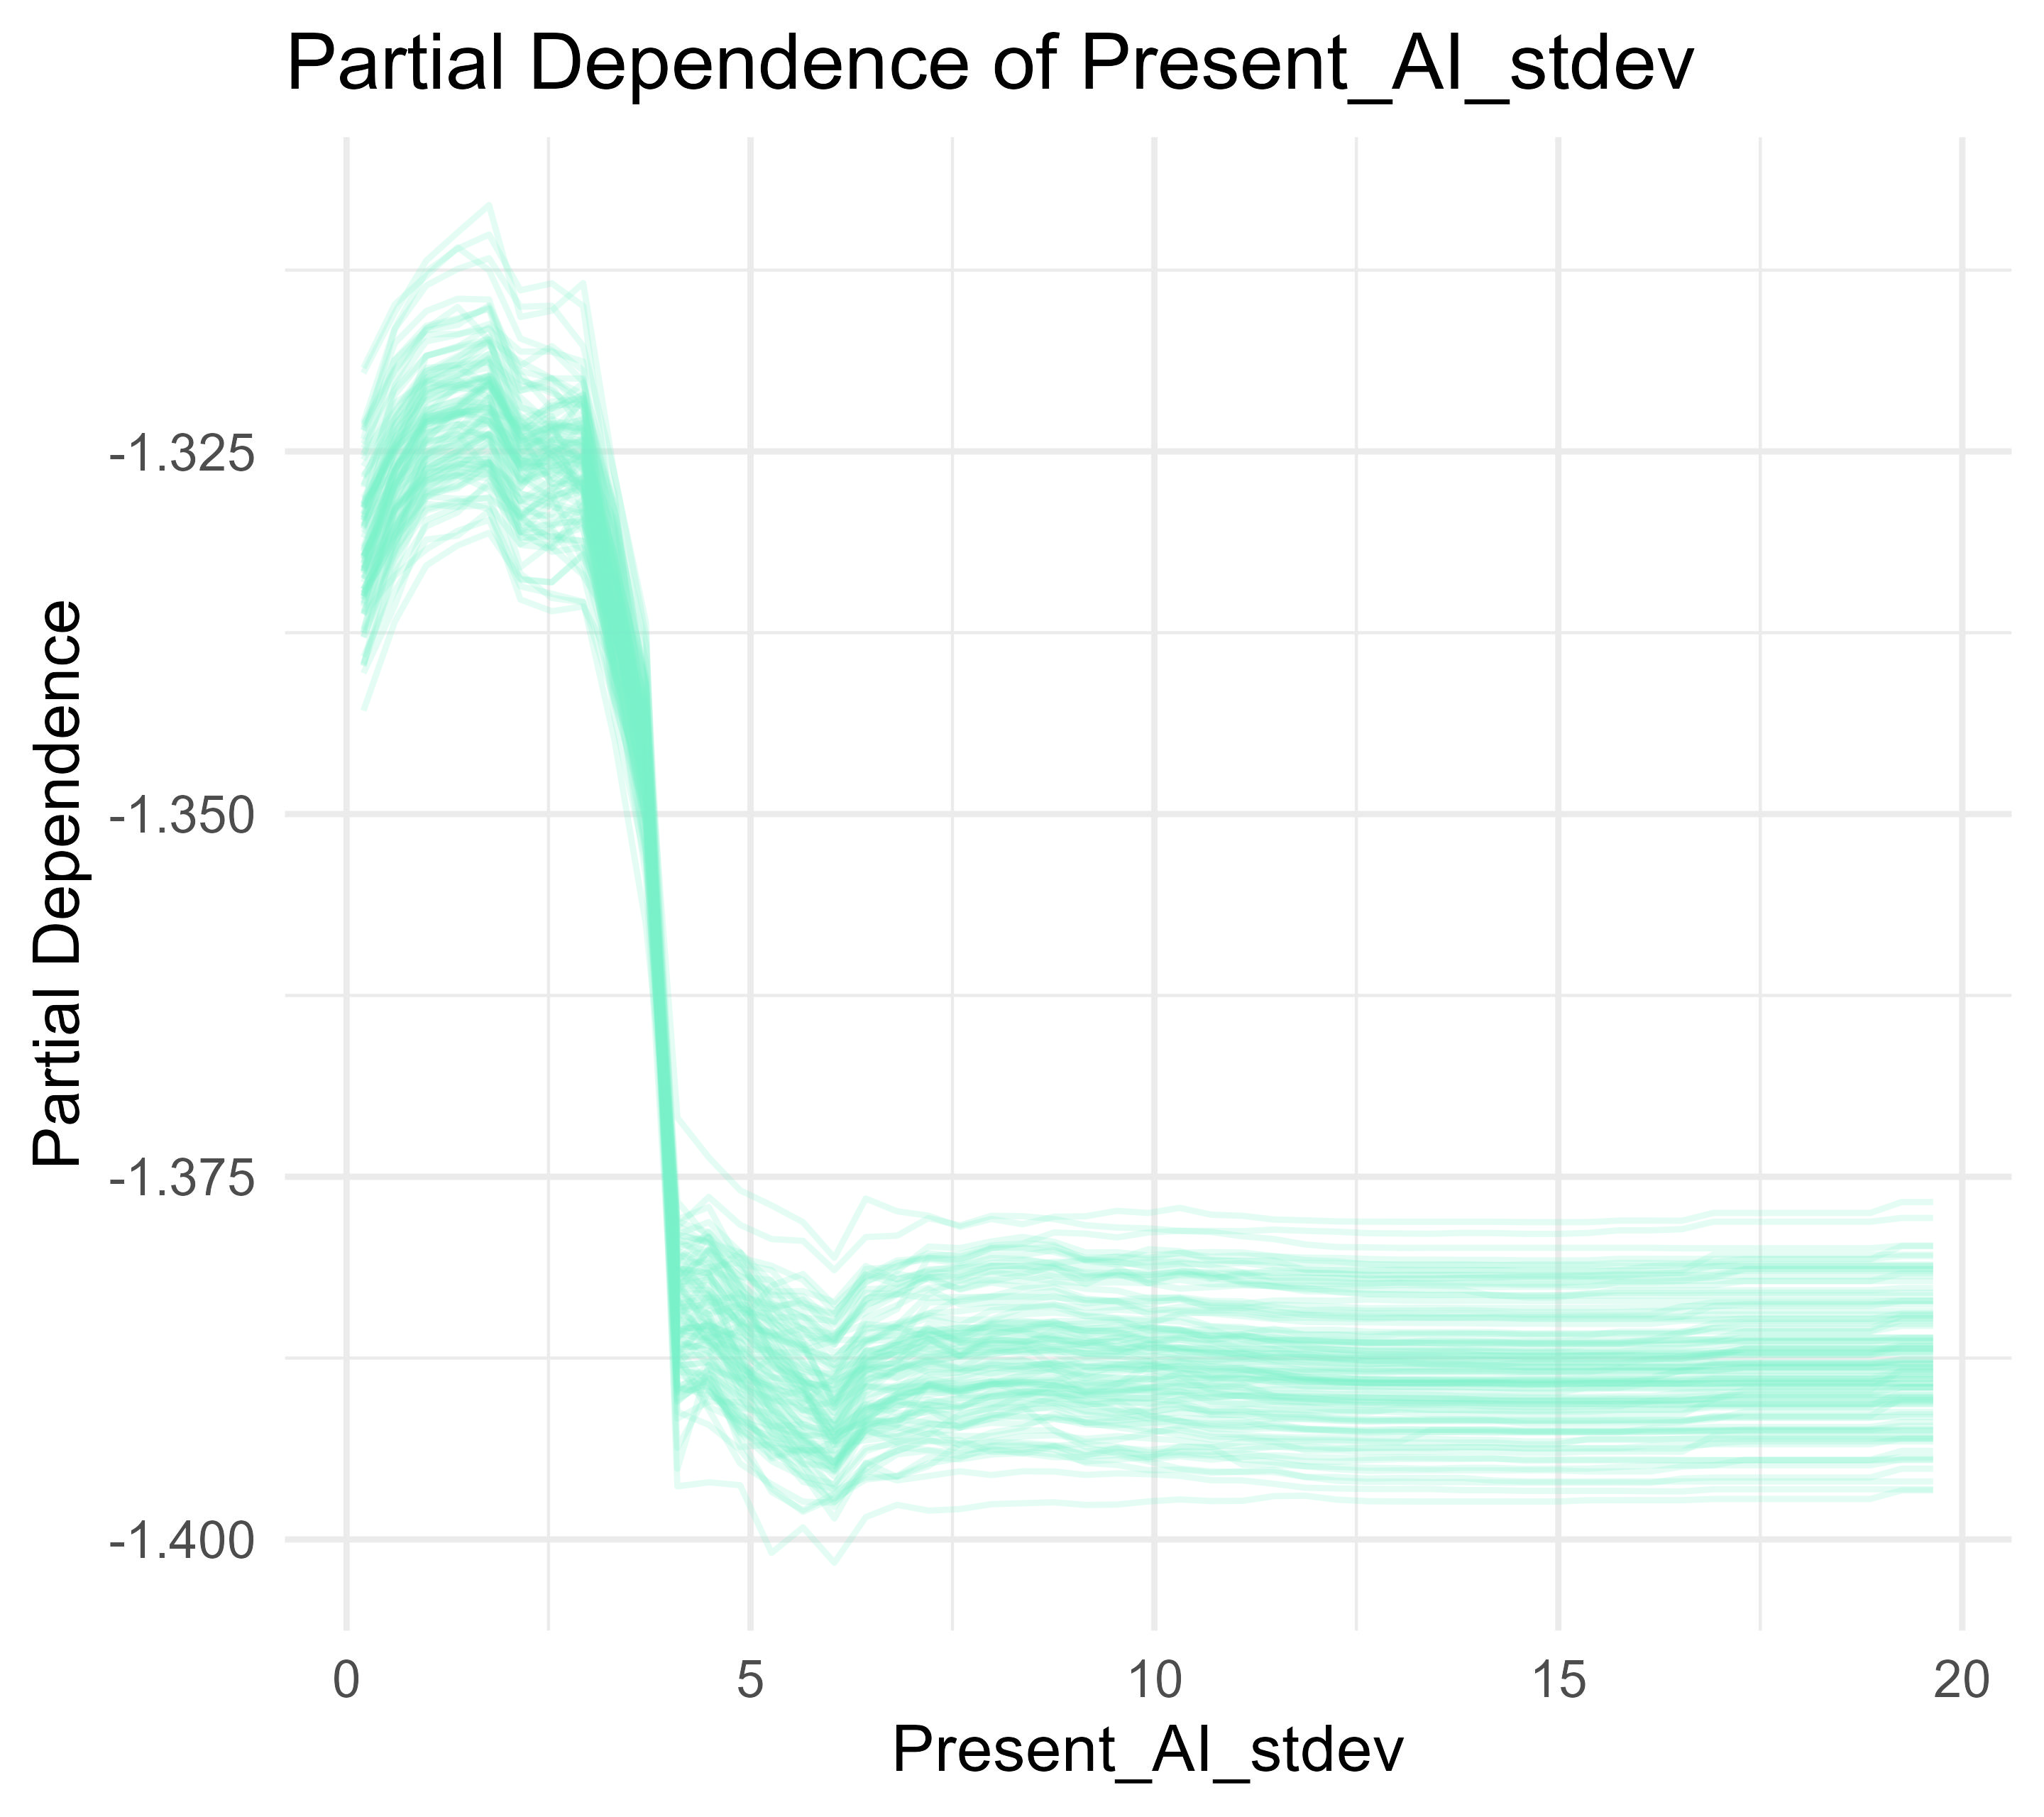 Partial Dependence of Present_AI_stdev
Partial Dependence
-1.325
-1.350
-1.375
-1.400
0 5 10 15 20
Present_AI_stdev